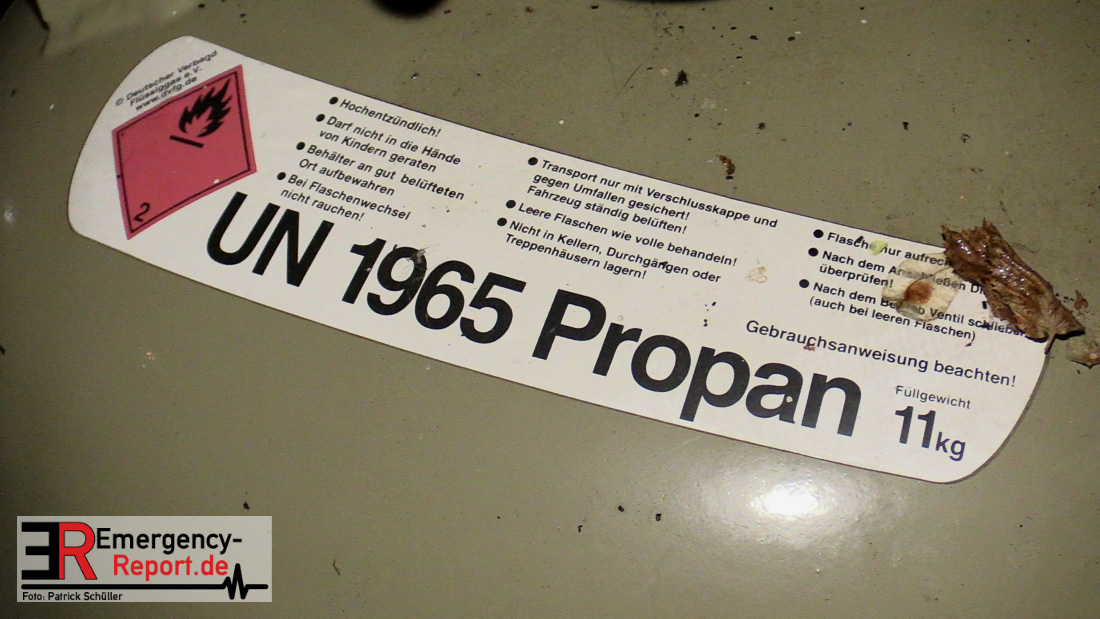 © Deutscher Verband
Flüssiggas e.V.
www.dvfg.de
2
● Hochentzündlich!
● Darf nicht in die Hände
von Kindern geraten
● Behälter an gut belüfteten
Ort aufbewahren
● Bei Flaschenwechsel
nicht rauchen!
● Transport nur mit Verschlusskappe und
gegen Umfallen gesichert!
Fahrzeug ständig belüften!
● Leere Flaschen wie volle behandeln!
● Nicht in Kellern, Durchgängen oder
Treppenhäusern lagern!
● Flasche nur
● Nach dem
überprüfen!
● Nach dem Ventil
(auch bei leeren Flaschen)
Gebrauchsanweisung beachten!
UN 1965 Propan
Füllgewicht
11kg
ER Emergency-
Report.de
Foto: Patrick Schüller